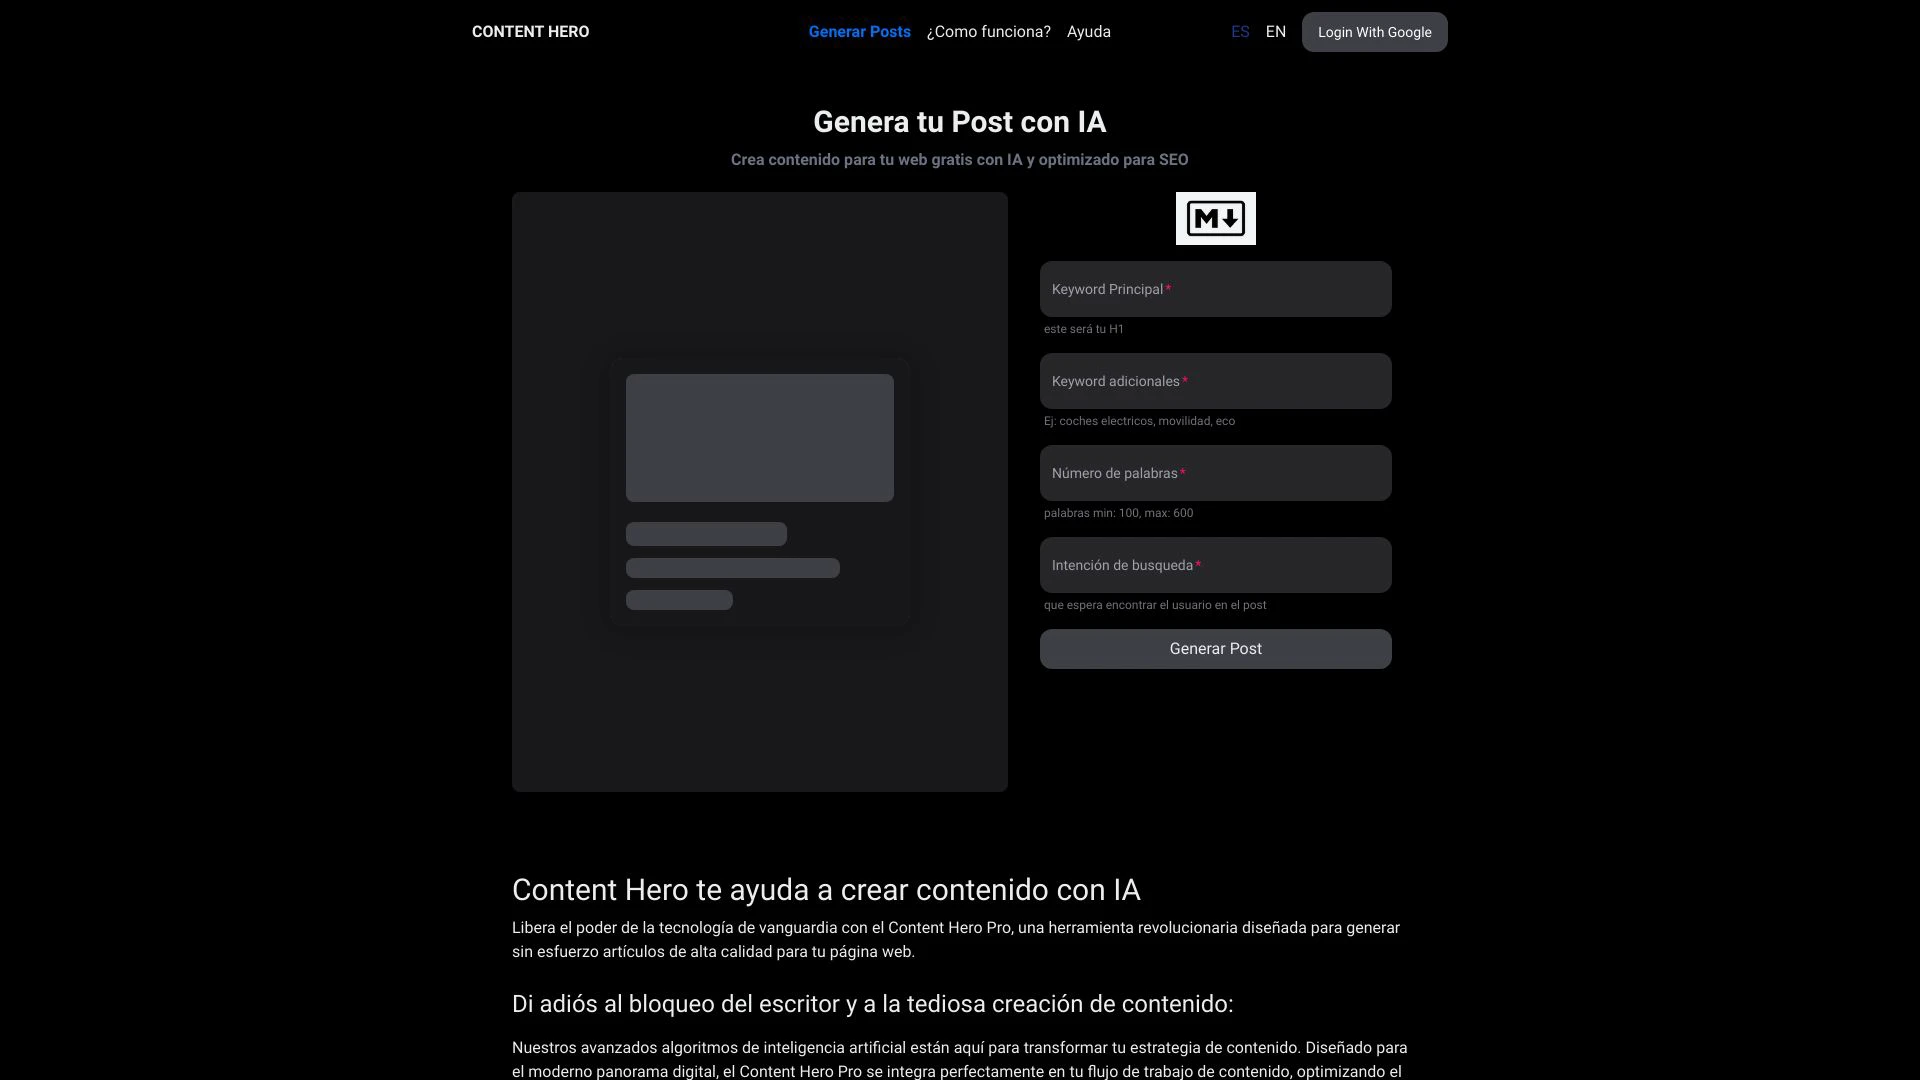 CONTENT HERO
Generar Posts
¿Como funciona?
Ayuda
ES
EN
Login With Google
Genera tu Post con IA
Crea contenido para tu web gratis con IA y optimizado para SEO
M
Keyword Principal*
este será tu H1
Keyword adicionales*
Ej: coches electricos, movilidad, eco
Número de palabras*
palabras min: 100, max: 600
Intención de busqueda*
que espera encontrar el usuario en el post
Generar Post
Content Hero te ayuda a crear contenido con IA
Libera el poder de la tecnología de vanguardia con el Content Hero Pro, una herramienta revolucionaria diseñada para generar
sin esfuerzo artículos de alta calidad para tu página web.
Di adiós al bloqueo del escritor y a la tediosa creación de contenido:
Nuestros avanzados algoritmos de inteligencia artificial están aquí para transformar tu estrategia de contenido. Diseñado para
el moderno panorama digital, el Content Hero Pro se integra perfectamente en tu flujo de trabajo de contenido, optimizando el